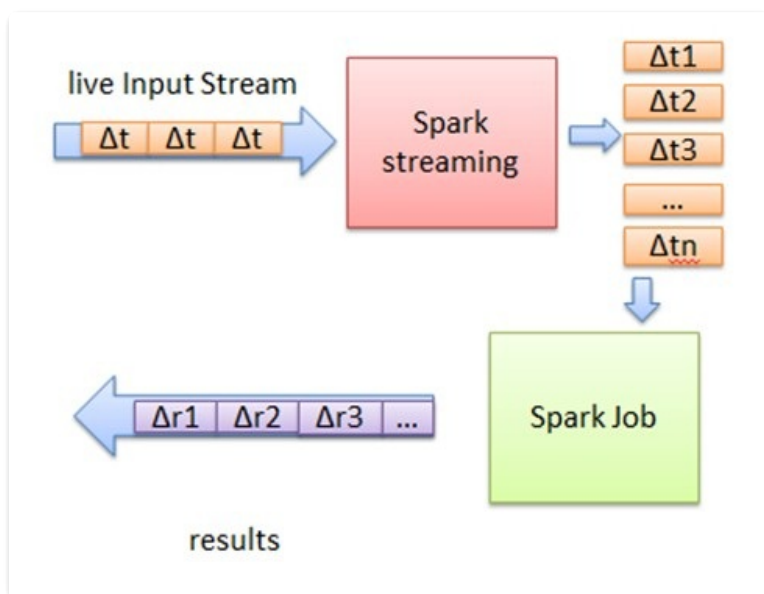 live Input Stream
Δt Δt Δt
Spark
streaming
Δt1
Δt2
Δt3
...
Δtn
Spark Job
Δr1 Δr2 Δr3 ...
results